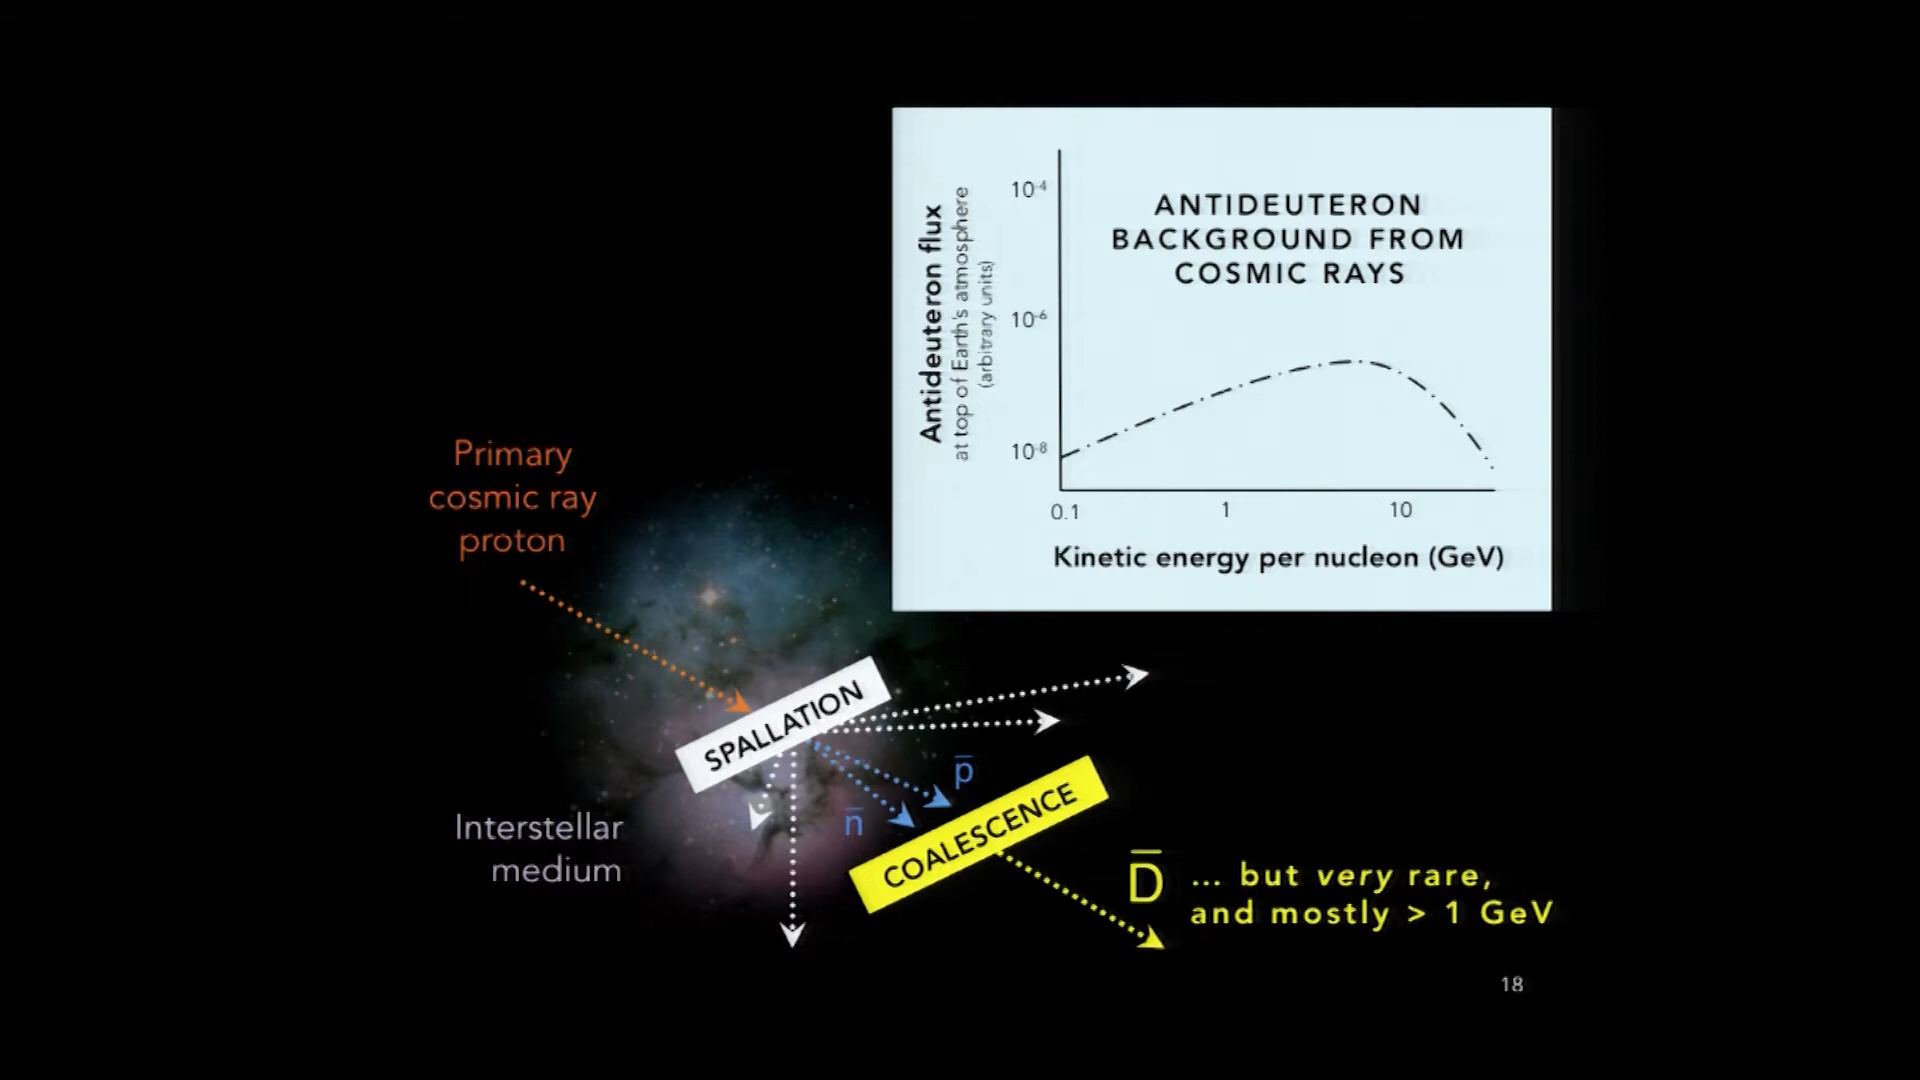 ANTIDEUTERON
BACKGROUND FROM
COSMIC RAYS
Antideuteron flux
at top of Earth's atmosphere
(arbitrary units)
10-4
10-6
10-8
0.1 1 10
Kinetic energy per nucleon (GeV)
Primary
cosmic ray
proton
SPALLATION
p̅
n̅
COALESCENCE
Interstellar
medium
D̅
... but very rare,
and mostly > 1 GeV
18